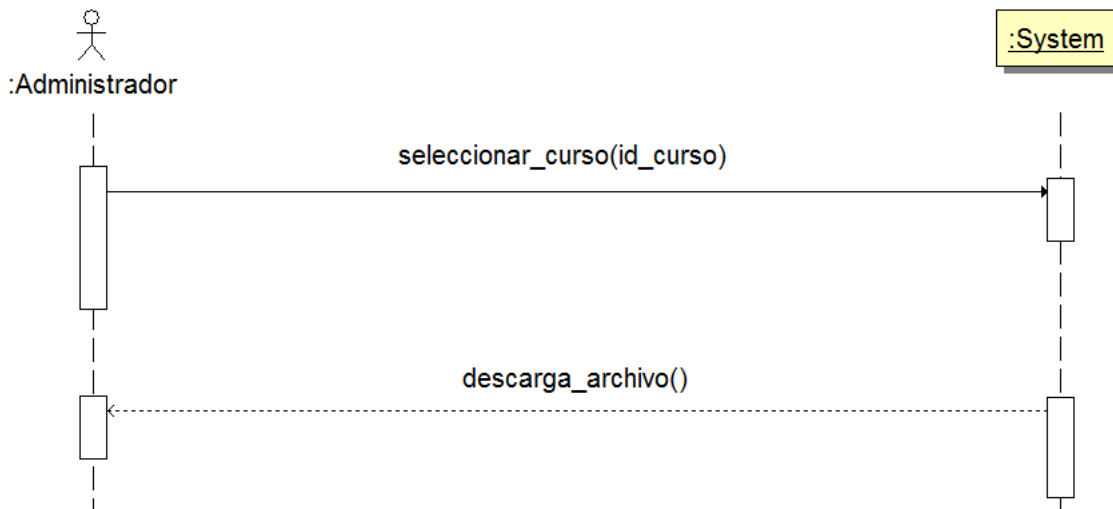 :Administrador
:System
seleccionar_curso(id_curso)
descarga_archivo()